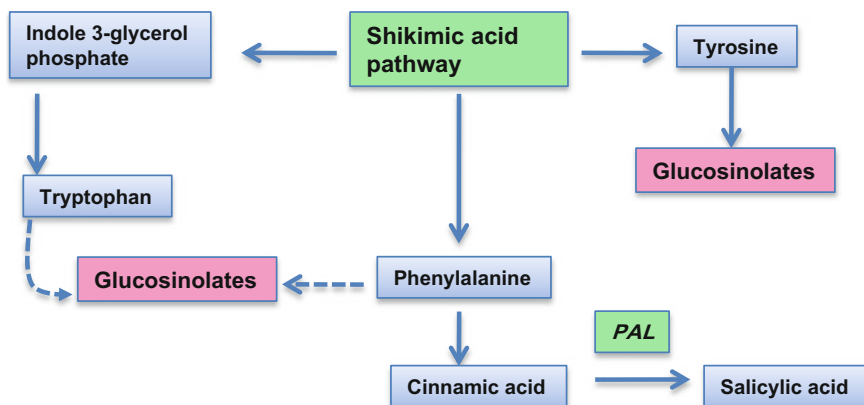 Indole 3-glycerol
phosphate
Shikimic acid
pathway
Tyrosine
Glucosinolates
Tryptophan
Glucosinolates
Phenylalanine
PAL
Cinnamic acid
Salicylic acid